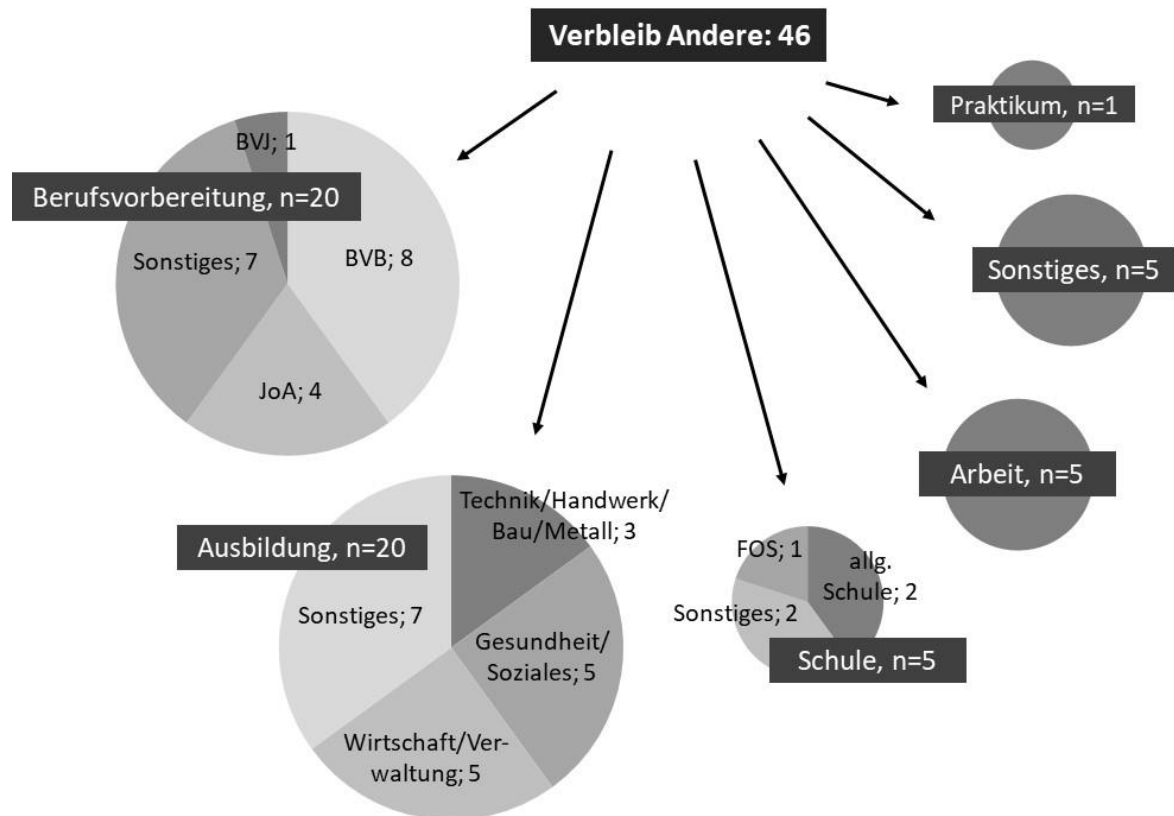 Verbleib Andere: 46
Praktikum, n=1
BVJ; 1
Berufsvorbereitung, n=20
Sonstiges; 7
BVB; 8
JoA; 4
Sonstiges, n=5
Arbeit, n=5
Technik/Handwerk/
Bau/Metall; 3
Ausbildung, n=20
Sonstiges; 7
Gesundheit/
Soziales; 5
Wirtschaft/Ver-
waltung; 5
FOS; 1
allg.
Schule; 2
Sonstiges; 2
Schule, n=5